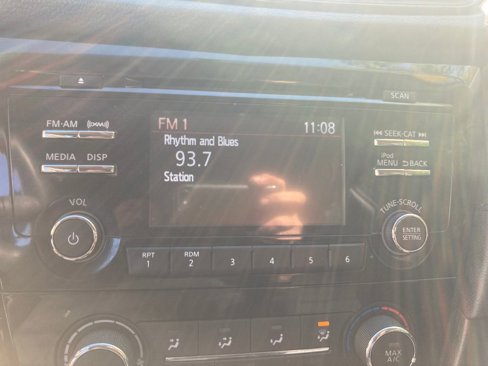 SCAN
FM 1 11:08
Rhythm and Blues
93.7
Station
FM·AM
MEDIA DISP
VOL
SEEK·CAT
iPod
MENU BACK
TUNE·SCROLL
ENTER
SETTING
RPT RDM
1 2 3 4 5 6
MAX
A/C